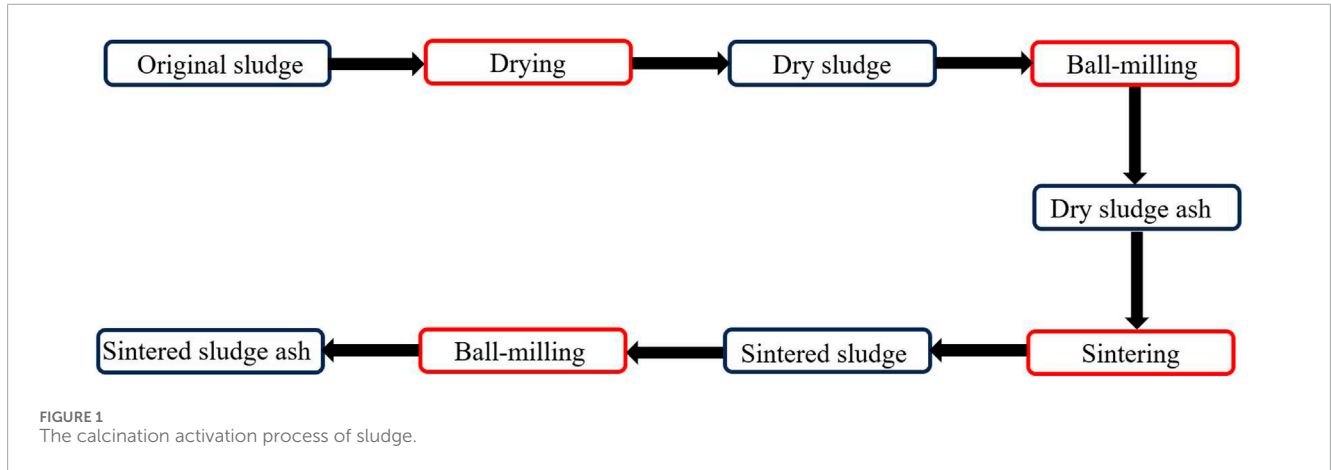 Original sludge
Drying
Dry sludge
Ball-milling
Dry sludge ash
Sintering
Sintered sludge
Ball-milling
Sintered sludge ash
FIGURE 1
The calcination activation process of sludge.